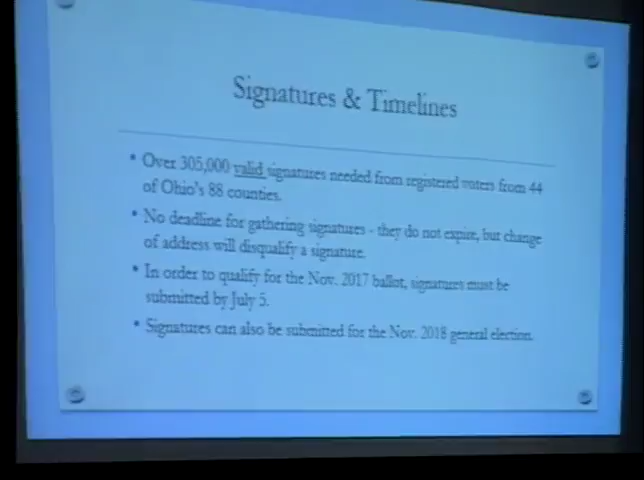 Signatures & Timelines
• Over 305,000 valid signatures needed from registered voters from 44
of Ohio's 88 counties.
• No deadline for gathering signatures - they do not expire, but change
of address will disqualify a signature.
• In order to qualify for the Nov. 2017 ballot, signatures must be
submitted by July 5.
• Signatures can also be submitted for the Nov. 2018 general election.